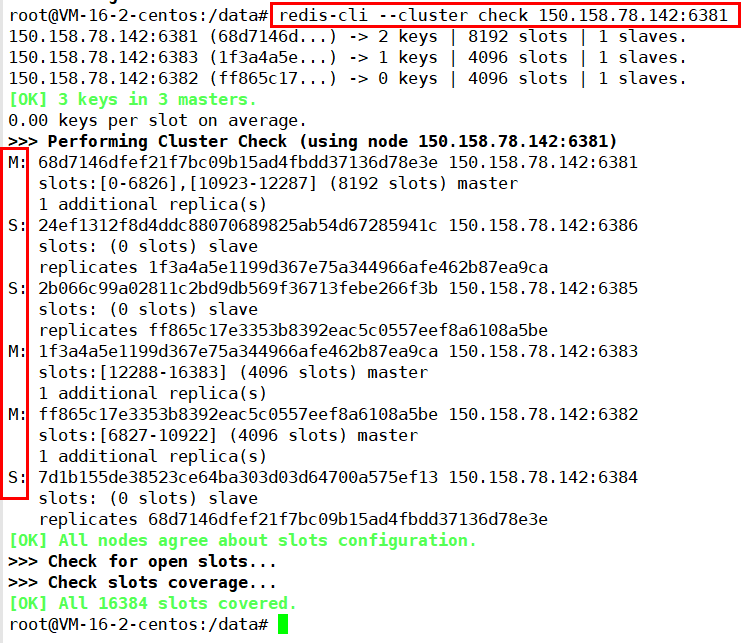 root@VM-16-2-centos:/data# redis-cli --cluster check 150.158.78.142:6381
150.158.78.142:6381 (68d7146d...) -> 2 keys | 8192 slots | 1 slaves.
150.158.78.142:6383 (1f3a4a5e...) -> 1 keys | 4096 slots | 1 slaves.
150.158.78.142:6382 (ff865c17...) -> 0 keys | 4096 slots | 1 slaves.
[OK] 3 keys in 3 masters.
0.00 keys per slot on average.
>>> Performing Cluster Check (using node 150.158.78.142:6381)
M: 68d7146dfef21f7bc09b15ad4fbdd37136d78e3e 150.158.78.142:6381
slots:[0-6826],[10923-12287] (8192 slots) master
1 additional replica(s)
S: 24ef1312f8d4ddc88070689825ab54d67285941c 150.158.78.142:6386
slots: (0 slots) slave
replicates 1f3a4a5e1199d367e75a344966afe462b87ea9ca
S: 2b066c99a02811c2bd9db569f36713febe266f3b 150.158.78.142:6385
slots: (0 slots) slave
replicates ff865c17e3353b8392eac5c0557eef8a6108a5be
M: 1f3a4a5e1199d367e75a344966afe462b87ea9ca 150.158.78.142:6383
slots:[12288-16383] (4096 slots) master
1 additional replica(s)
M: ff865c17e3353b8392eac5c0557eef8a6108a5be 150.158.78.142:6382
slots:[6827-10922] (4096 slots) master
1 additional replica(s)
S: 7d1b155de38523ce64ba303d03d64700a575ef13 150.158.78.142:6384
slots: (0 slots) slave
replicates 68d7146dfef21f7bc09b15ad4fbdd37136d78e3e
[OK] All nodes agree about slots configuration.
>>> Check for open slots...
>>> Check slots coverage...
[OK] All 16384 slots covered.
root@VM-16-2-centos:/data#